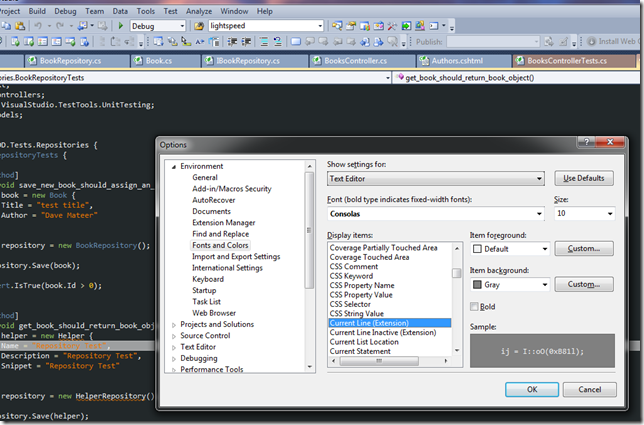 Project Build Debug Team Data Tools Test Analyze Window Help
Debug lightspeed
Publish: Install Web Com
BookRepository.cs Book.cs IBookRepository.cs BooksController.cs Authors.cshtml BooksControllerTests.cs
ories.BookRepositoryTests get_book_should_return_book_object()
ontrollers;
VisualStudio.TestTools.UnitTesting;
odels;
DD.Tests.Repositories {
epositoryTests {
hod]
void save_new_book_should_assign_an_
book = new Book {
Title = "test title",
Author = "Dave Mateer"
repository = new BookRepository();
ository.Save(book);
ert.IsTrue(book.Id > 0);
hod]
void get_book_should_return_book_obj
helper = new Helper {
Name = "Repository Test",
Description = "Repository Test",
Snippet = "Repository Test"
repository = new HelperRepository()
ository.Save(helper);
Options
Environment
General
Add-in/Macros Security
AutoRecover
Documents
Extension Manager
Find and Replace
Fonts and Colors
Import and Export Settings
International Settings
Keyboard
Startup
Task List
Web Browser
Projects and Solutions
Source Control
Text Editor
Debugging
Performance Tools
Show settings for:
Text Editor
Use Defaults
Font (bold type indicates fixed-width fonts):
Size:
Consolas
10
Display items:
Coverage Partially Touched Area
Coverage Touched Area
CSS Comment
CSS Keyword
CSS Property Name
CSS Property Value
CSS Selector
CSS String Value
Current Line (Extension)
Current Line Inactive (Extension)
Current List Location
Current Statement
Item foreground:
Default
Custom...
Item background:
Gray
Custom...
Bold
Sample:
ij = I::oO(0xB81l);
OK
Cancel